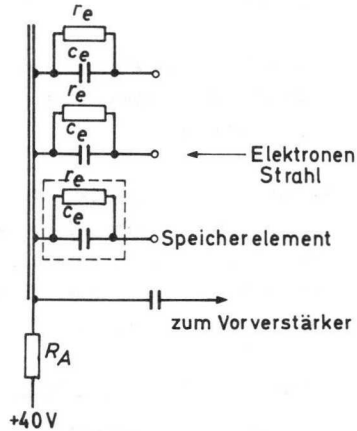 re
ce
re
ce
Elektronen
Strahl
re
ce
Speicherelement
zum Vorverstärker
RA
+40V